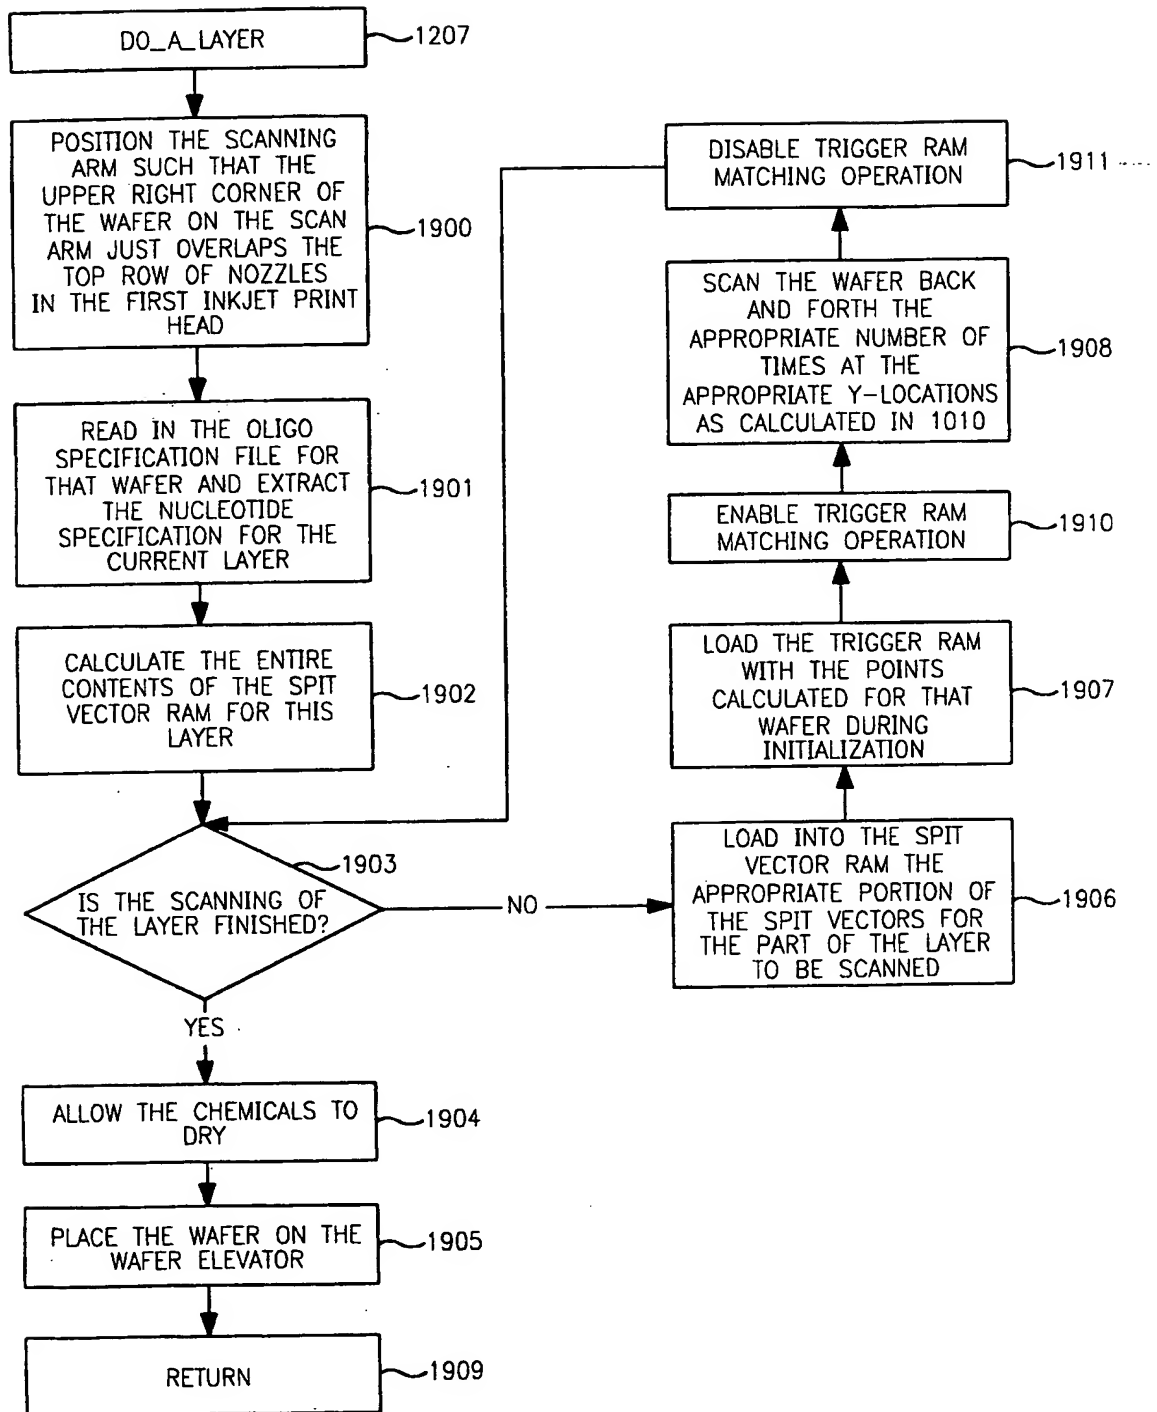 DO_A_LAYER
1207
POSITION THE SCANNING
ARM SUCH THAT THE
UPPER RIGHT CORNER OF
THE WAFER ON THE SCAN
ARM JUST OVERLAPS THE
TOP ROW OF NOZZLES
IN THE FIRST INKJET PRINT
HEAD
1900
READ IN THE OLIGO
SPECIFICATION FILE FOR
THAT WAFER AND EXTRACT
THE NUCLEOTIDE
SPECIFICATION FOR THE
CURRENT LAYER
1901
CALCULATE THE ENTIRE
CONTENTS OF THE SPIT
VECTOR RAM FOR THIS
LAYER
1902
IS THE SCANNING OF
THE LAYER FINISHED?
1903
NO
YES
ALLOW THE CHEMICALS TO
DRY
1904
PLACE THE WAFER ON THE
WAFER ELEVATOR
1905
RETURN
1909
DISABLE TRIGGER RAM
MATCHING OPERATION
1911
SCAN THE WAFER BACK
AND FORTH THE
APPROPRIATE NUMBER OF
TIMES AT THE
APPROPRIATE Y-LOCATIONS
AS CALCULATED IN 1010
1908
ENABLE TRIGGER RAM
MATCHING OPERATION
1910
LOAD THE TRIGGER RAM
WITH THE POINTS
CALCULATED FOR THAT
WAFER DURING
INITIALIZATION
1907
LOAD INTO THE SPIT
VECTOR RAM THE
APPROPRIATE PORTION OF
THE SPIT VECTORS FOR
THE PART OF THE LAYER
TO BE SCANNED
1906